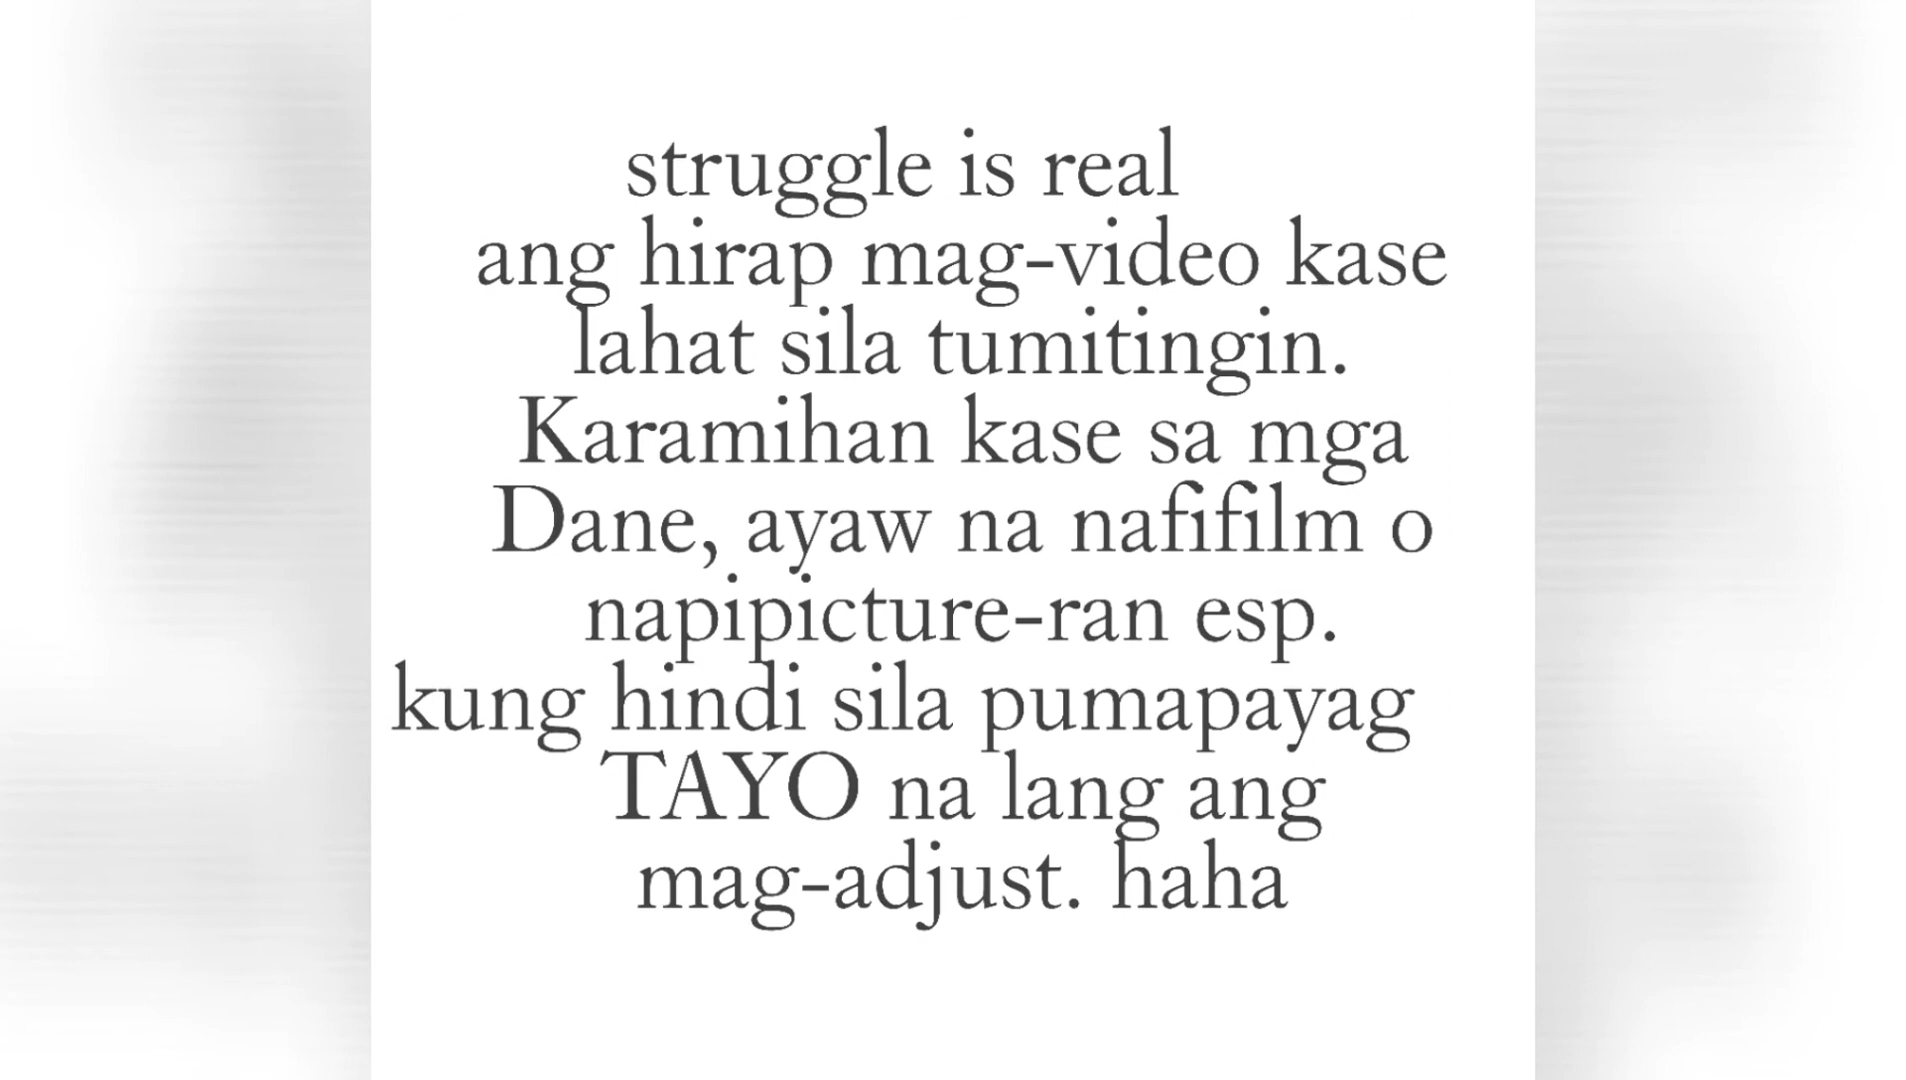 struggle is real
ang hirap mag-video kase
lahat sila tumitingin.
Karamihan kase sa mga
Dane, ayaw na nafifilm o
napipicture-ran esp.
kung hindi sila pumapayag
TAYO na lang ang
mag-adjust. haha